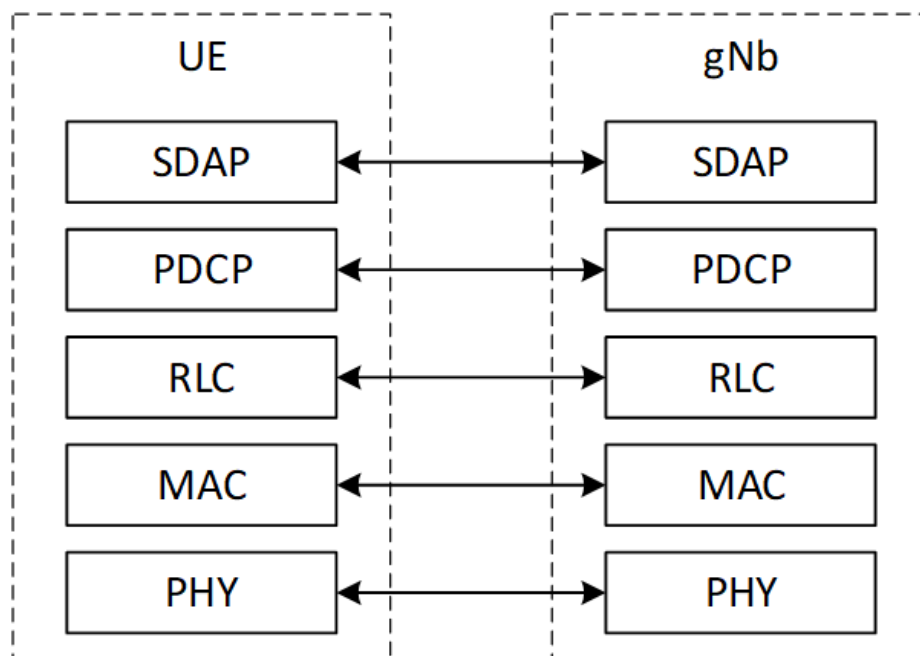 UE gNb
SDAP SDAP
PDCP PDCP
RLC RLC
MAC MAC
PHY PHY